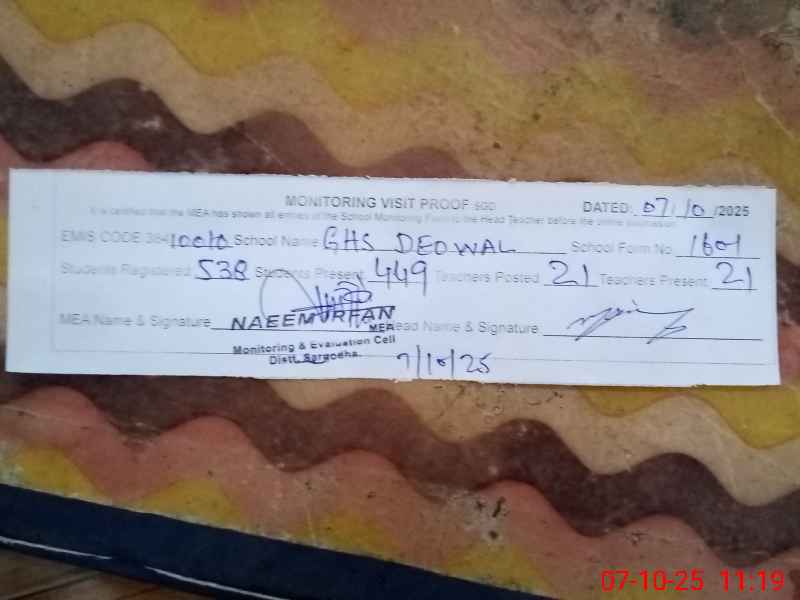 MONITORING VISIT PROOF SGD DATED: 07/10/2025
It is certified that the MEA has shown all entries of the School Monitoring Form to the Head Teacher before the online submission
EMIS CODE 38410010 School Name GHS DEOWAL School Form No. 1601
Students Registered 538 Students Present 449 Teachers Posted 21 Teachers Present 21
MEA Name & Signature NAEEM IRFAN Head Name & Signature
MEA
Monitoring & Evaluation Cell
Distt. Sargodha.
7/10/25
07-10-25 11:19